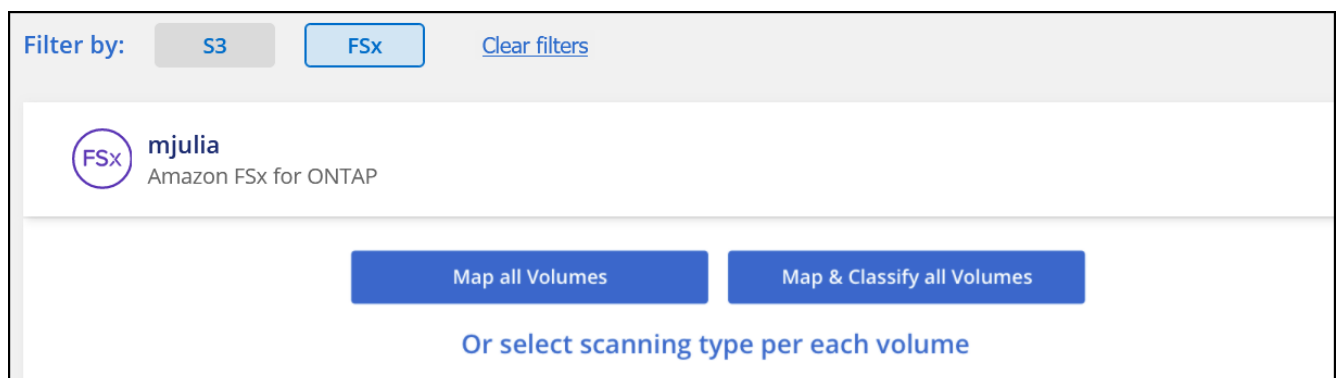 Filter by: S3 FSx Clear filters
FSx mjulia
Amazon FSx for ONTAP
Map all Volumes Map & Classify all Volumes
Or select scanning type per each volume